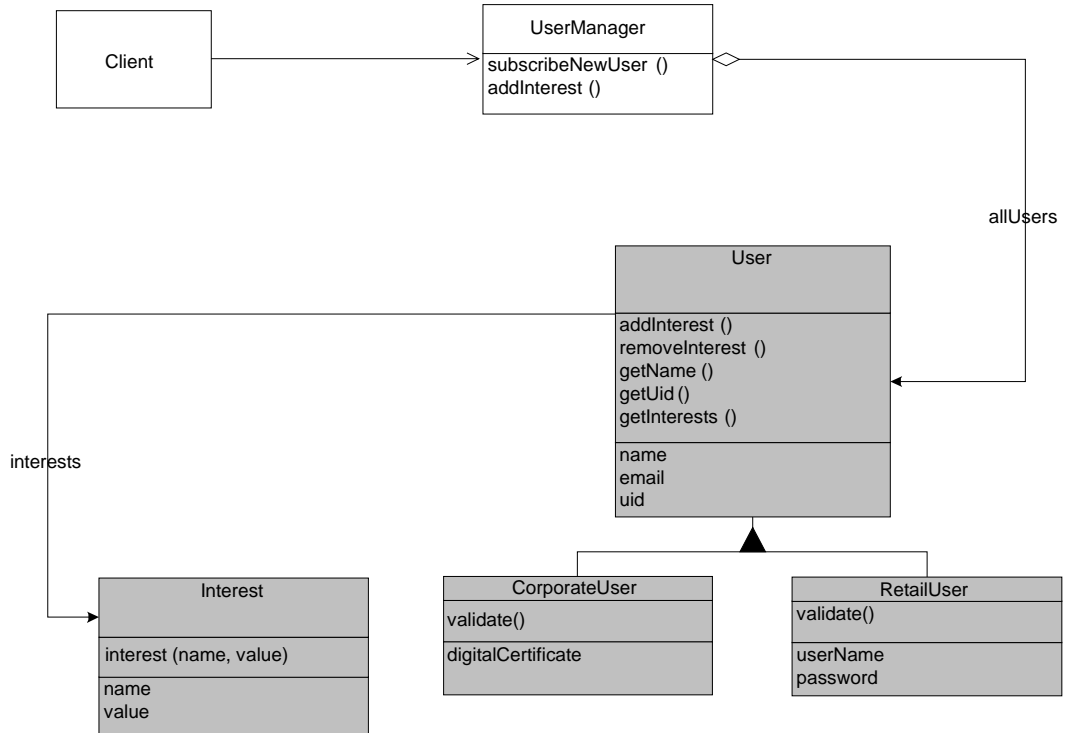 Client
UserManager
subscribeNewUser ()
addInterest ()
allUsers
User
addInterest ()
removeInterest ()
getName ()
getUid ()
getInterests ()
name
email
uid
interests
Interest
interest (name, value)
name
value
CorporateUser
validate()
digitalCertificate
RetailUser
validate()
userName
password